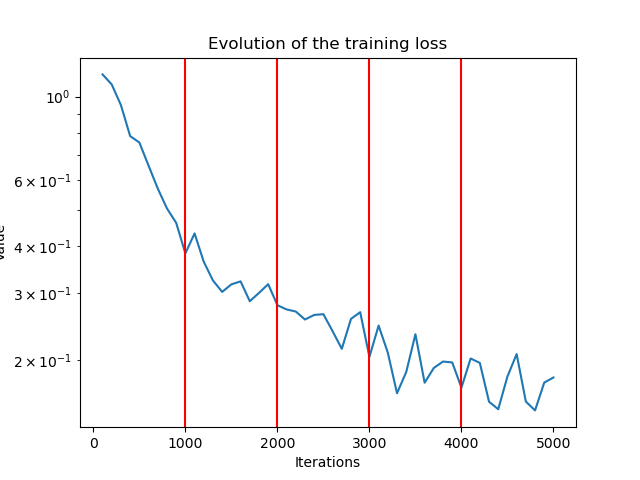 Evolution of the training loss
10⁰
6 × 10⁻¹
4 × 10⁻¹
3 × 10⁻¹
2 × 10⁻¹
0 1000 2000 3000 4000 5000
Iterations